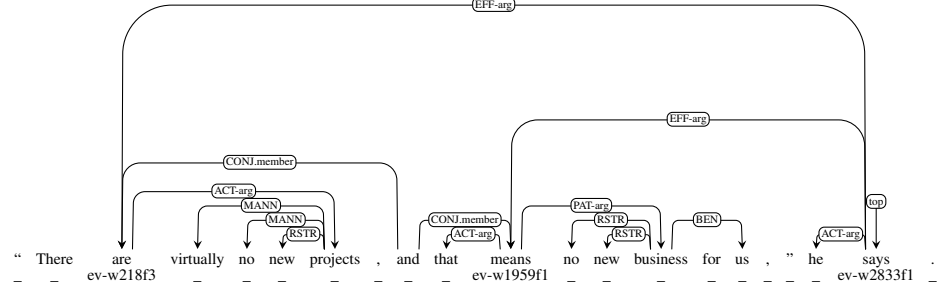 EFF-arg
EFF-arg
CONJ.member
ACT-arg
top
MANN
PAT-arg
MANN
CONJ.member
RSTR
BEN
RSTR
ACT-arg
RSTR
ACT-arg
“ There are virtually no new projects , and that means no new business for us , ” he says .
_ _ ev-w218f3 _ _ _ _ _ _ _ ev-w1959f1 _ _ _ _ _ _ _ _ ev-w2833f1 _